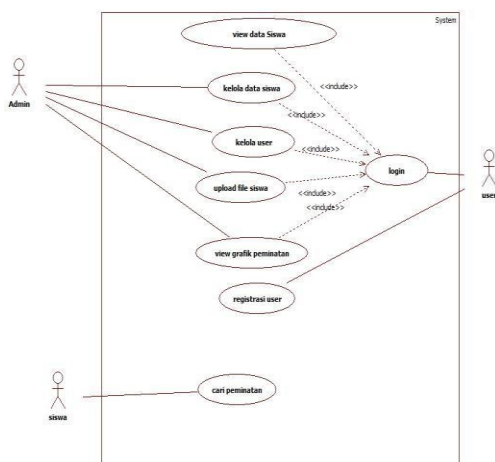 System
view data Siswa
<<include>>
Admin
kelola data siswa
<<include>>
kelola user
<<include>>
login
upload file siswa
<<include>>
user
<<include>>
view grafik peminatan
registrasi user
cari peminatan
siswa